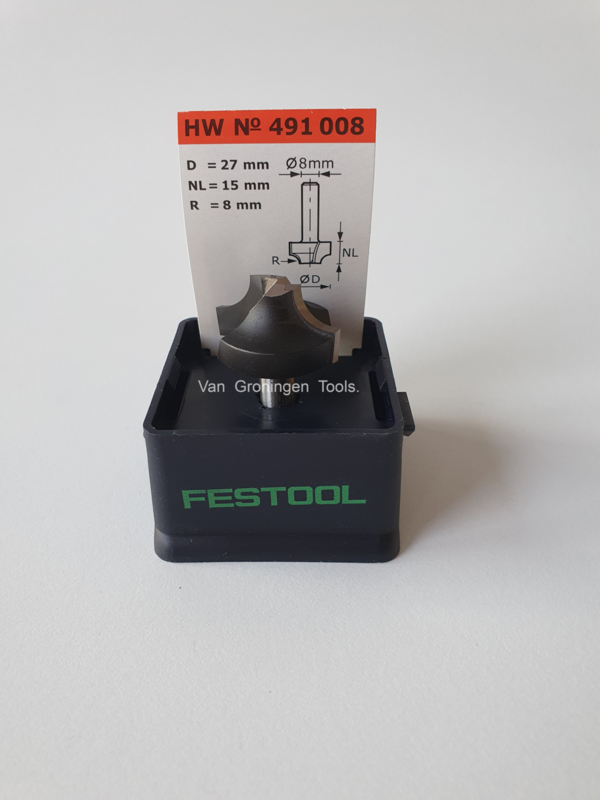 HW Nº 491 008
D = 27 mm
NL = 15 mm
R = 8 mm
Ø8mm
NL
R
ØD
Van Groningen Tools.
FESTOOL